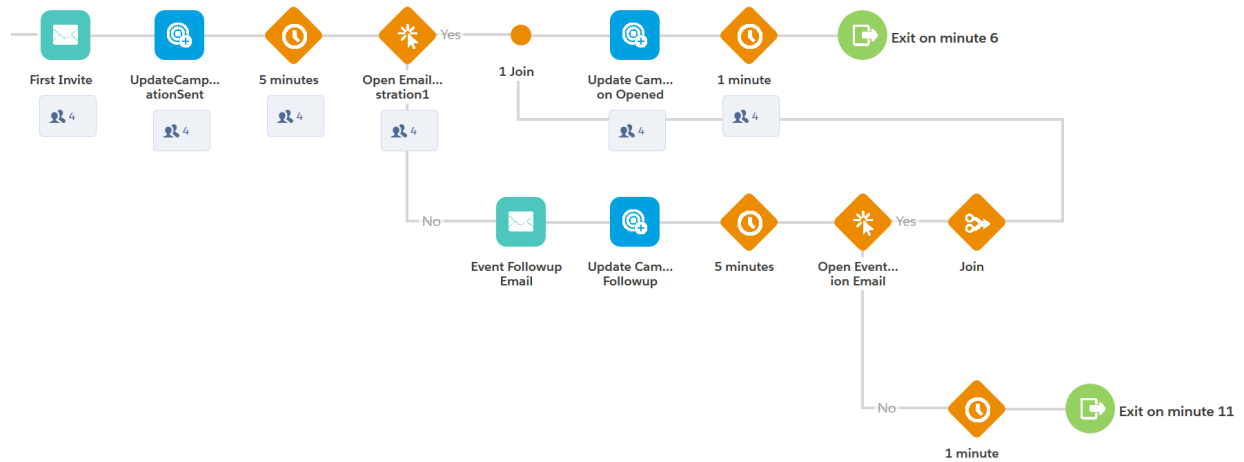 Yes
Exit on minute 6
First Invite
UpdateCamp...
ationSent
5 minutes
Open Email...
stration1
1 Join
Update Cam...
on Opened
1 minute
4
4
4
4
4
4
No
Yes
Event Followup
Email
Update Cam...
Followup
5 minutes
Open Event...
ion Email
Join
No
Exit on minute 11
1 minute